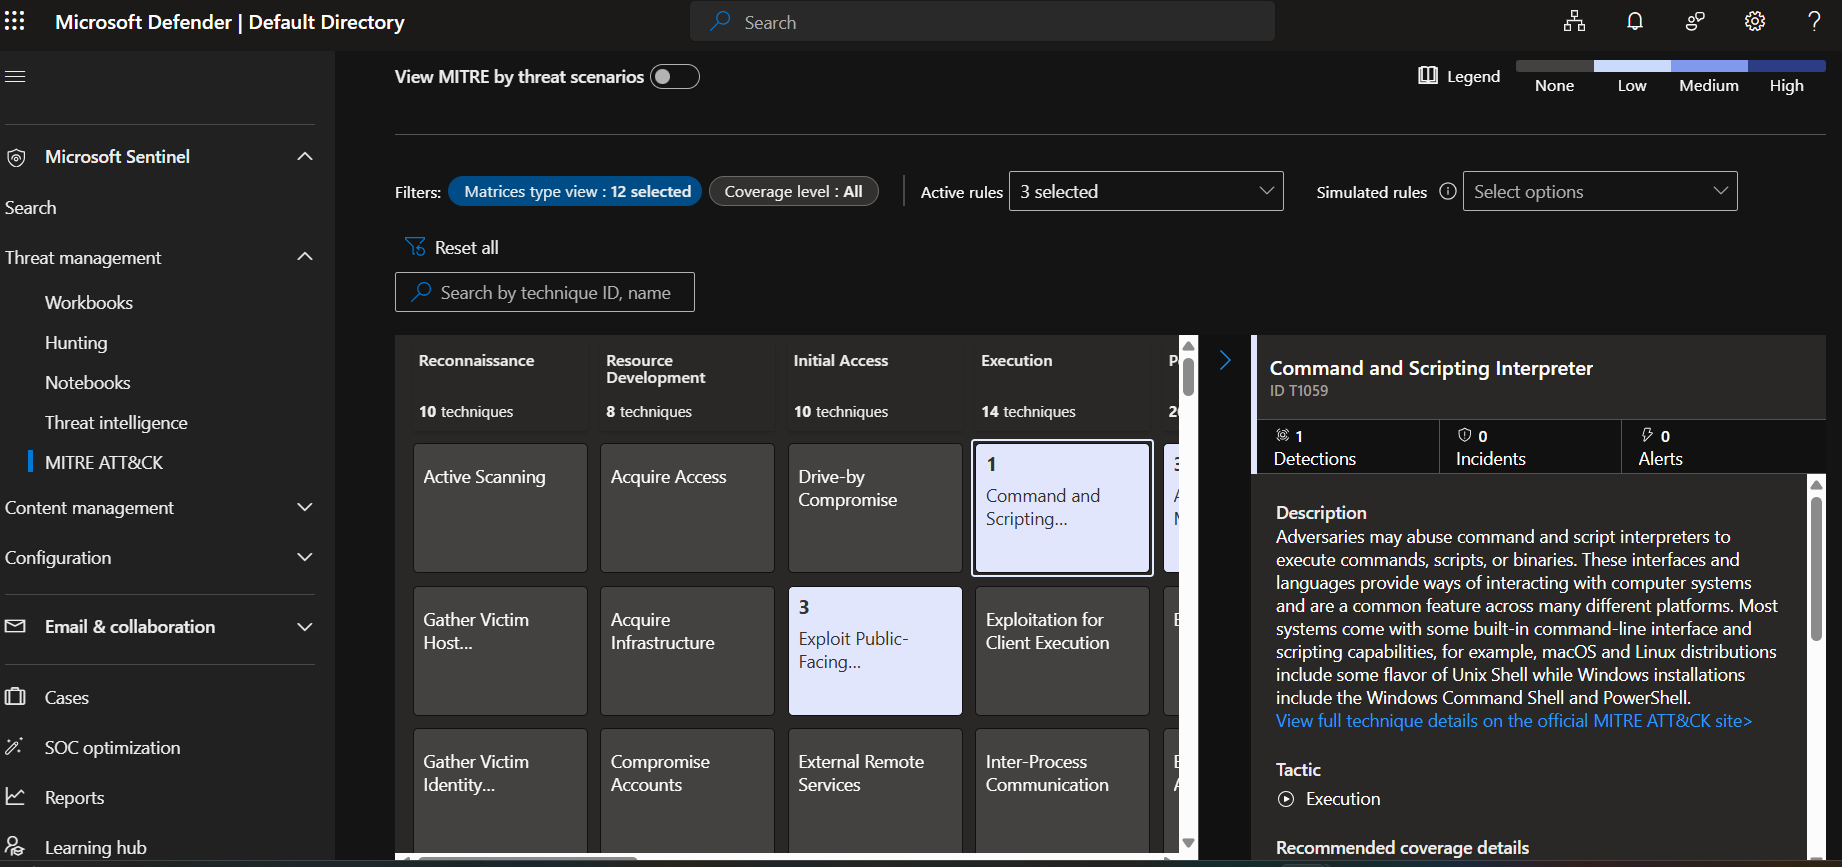 Microsoft Defender | Default Directory
Search
View MITRE by threat scenarios
Legend
None Low Medium High
Microsoft Sentinel
Search
Threat management
Workbooks
Hunting
Notebooks
Threat intelligence
MITRE ATT&CK
Content management
Configuration
Email & collaboration
Cases
SOC optimization
Reports
Learning hub
Filters: Matrices type view : 12 selected Coverage level : All Active rules 3 selected Simulated rules Select options
Reset all
Search by technique ID, name
Reconnaissance
10 techniques
Active Scanning
Gather Victim
Host...
Gather Victim
Identity...
Resource
Development
8 techniques
Acquire Access
Acquire
Infrastructure
Compromise
Accounts
Initial Access
10 techniques
Drive-by
Compromise
3
Exploit Public-
Facing...
External Remote
Services
Execution
14 techniques
1
Command and
Scripting...
Exploitation for
Client Execution
Inter-Process
Communication
Command and Scripting Interpreter
ID T1059
1
Detections
0
Incidents
0
Alerts
Description
Adversaries may abuse command and script interpreters to
execute commands, scripts, or binaries. These interfaces and
languages provide ways of interacting with computer systems
and are a common feature across many different platforms. Most
systems come with some built-in command-line interface and
scripting capabilities, for example, macOS and Linux distributions
include some flavor of Unix Shell while Windows installations
include the Windows Command Shell and PowerShell.
View full technique details on the official MITRE ATT&CK site>
Tactic
Execution
Recommended coverage details